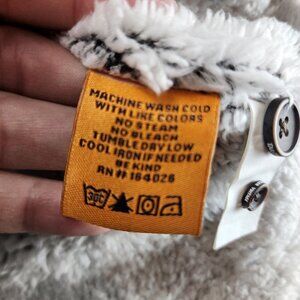 MACHINE WASH COLD
WITH LIKE COLORS
NO STEAM
NO BLEACH
TUMBLE DRY LOW
COOL IRON IF NEEDED
BE KIND
RN # 164026